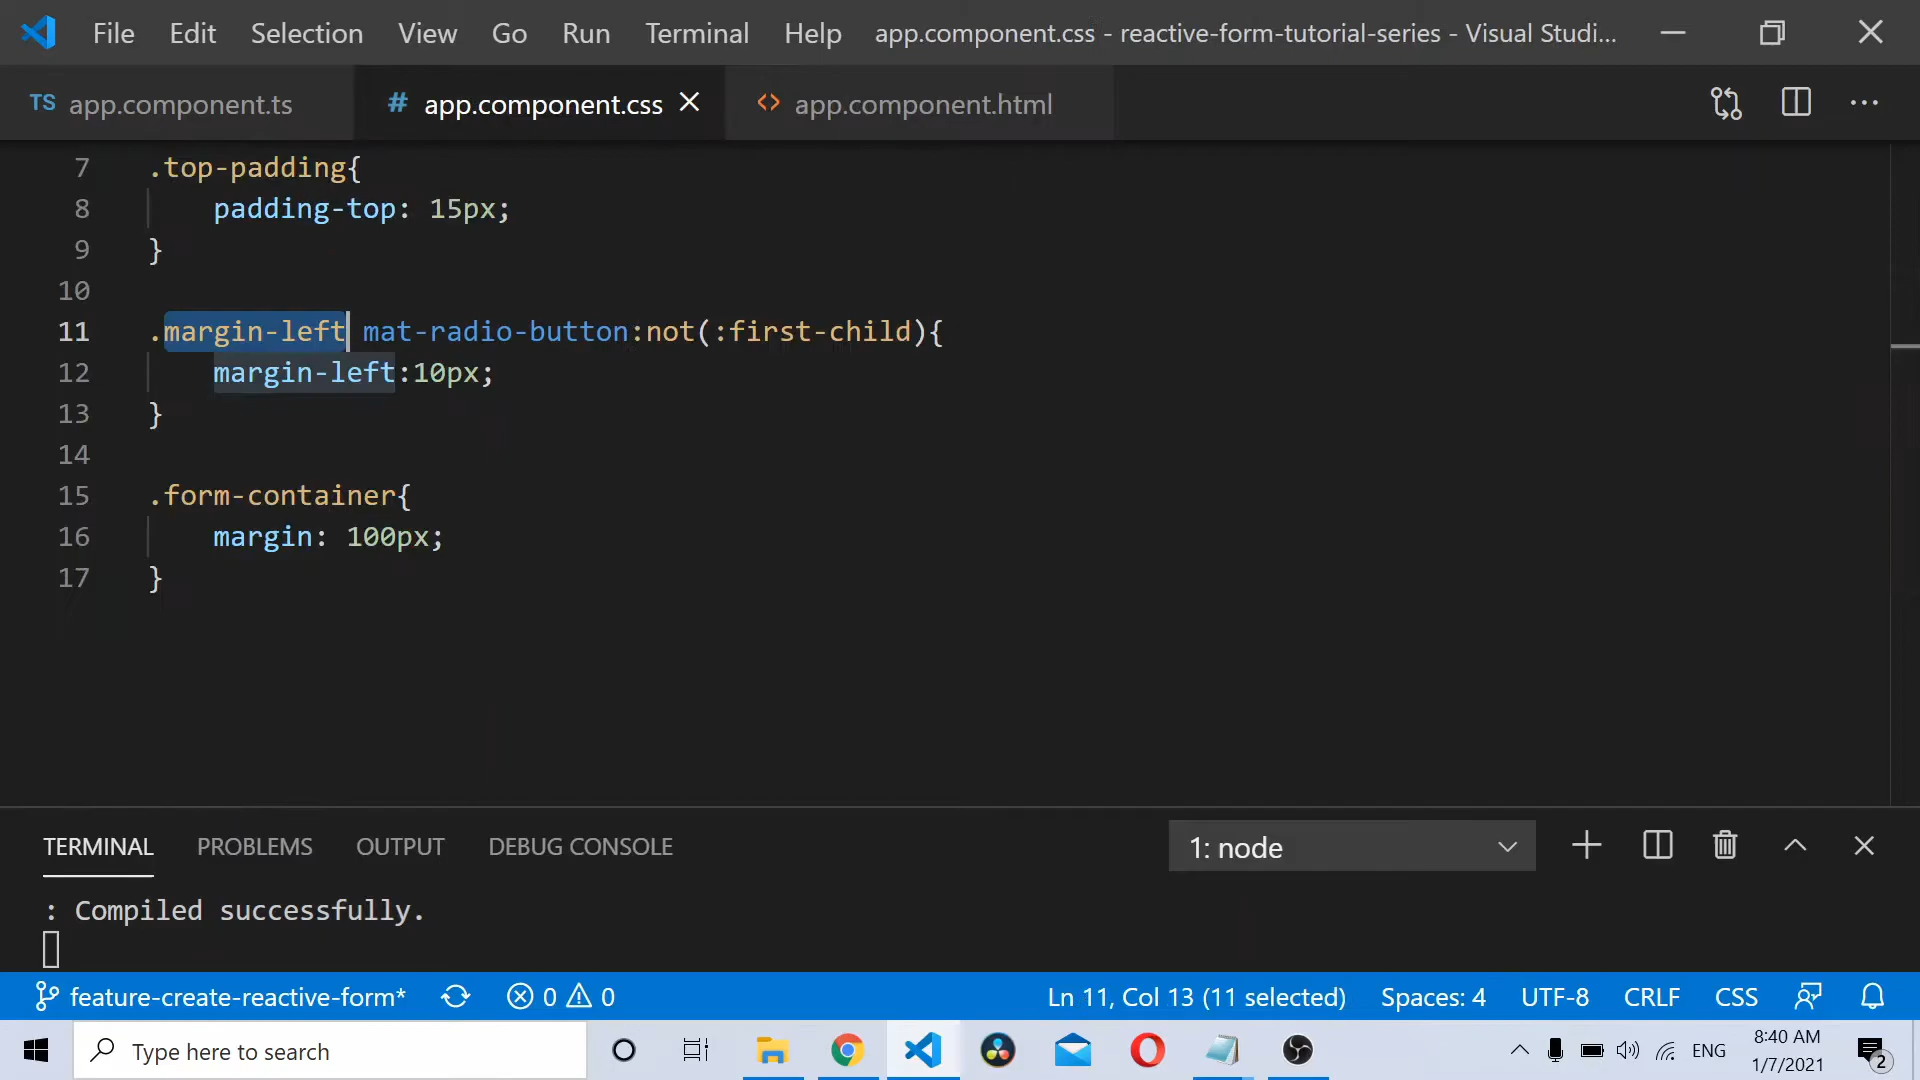 File Edit Selection View Go Run Terminal Help app.component.css - reactive-form-tutorial-series - Visual Studi...
TS app.component.ts # app.component.css app.component.html
7 .top-padding{
8 padding-top: 15px;
9 }
10
11 .margin-left mat-radio-button:not(:first-child){
12 margin-left:10px;
13 }
14
15 .form-container{
16 margin: 100px;
17 }
TERMINAL PROBLEMS OUTPUT DEBUG CONSOLE 1: node
: Compiled successfully.
feature-create-reactive-form* 0 0 Ln 11, Col 13 (11 selected) Spaces: 4 UTF-8 CRLF CSS
Type here to search ENG 8:40 AM
1/7/2021 2